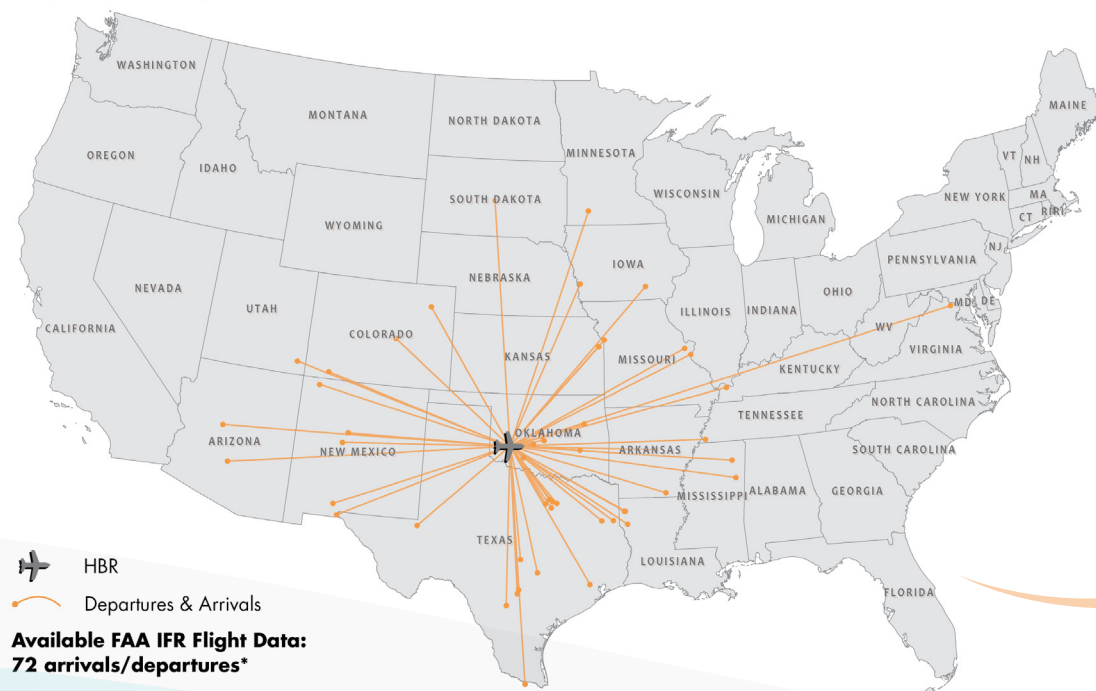 WASHINGTON
MAINE
MONTANA
NORTH DAKOTA
MINNESOTA
OREGON
IDAHO
VT
NH
WISCONSIN
SOUTH DAKOTA
NEW YORK
MA
WYOMING
MICHIGAN
CT
RI
RI
NJ
IOWA
PENNSYLVANIA
NEBRASKA
NEVADA
UTAH
OHIO
MD
DE
ILLINOIS
INDIANA
CALIFORNIA
COLORADO
WV
KANSAS
MISSOURI
VIRGINIA
KENTUCKY
NORTH CAROLINA
TENNESSEE
ARIZONA
OKLAHOMA
NEW MEXICO
ARKANSAS
SOUTH CAROLINA
MISSISSIPPI
ALABAMA
GEORGIA
TEXAS
LOUISIANA
FLORIDA
HBR
Departures & Arrivals
Available FAA IFR Flight Data:
72 arrivals/departures*